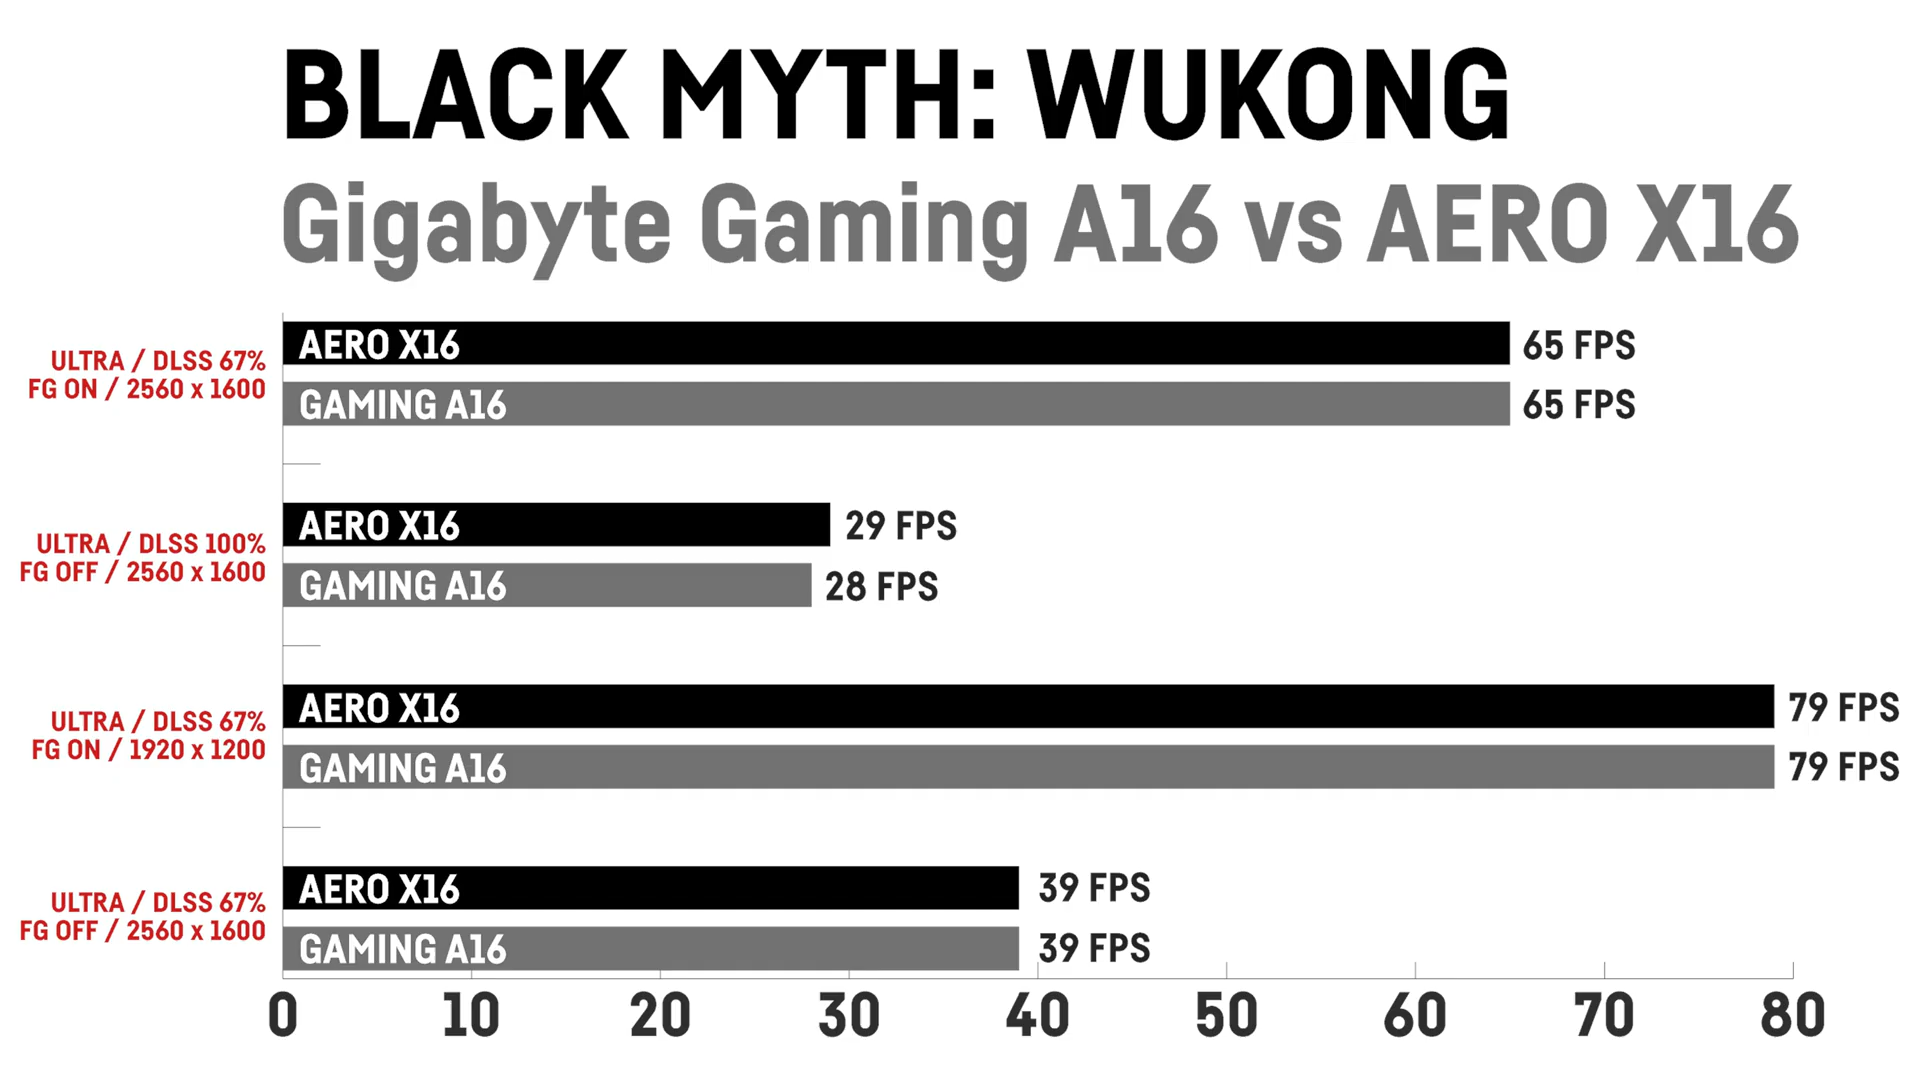 BLACK MYTH: WUKONG
Gigabyte Gaming A16 vs AERO X16
ULTRA / DLSS 67%
FG ON / 2560 x 1600
AERO X16
65 FPS
GAMING A16
65 FPS
ULTRA / DLSS 100%
FG OFF / 2560 x 1600
AERO X16
29 FPS
GAMING A16
28 FPS
ULTRA / DLSS 67%
FG ON / 1920 x 1200
AERO X16
79 FPS
GAMING A16
79 FPS
ULTRA / DLSS 67%
FG OFF / 2560 x 1600
AERO X16
39 FPS
GAMING A16
39 FPS
0 10 20 30 40 50 60 70 80